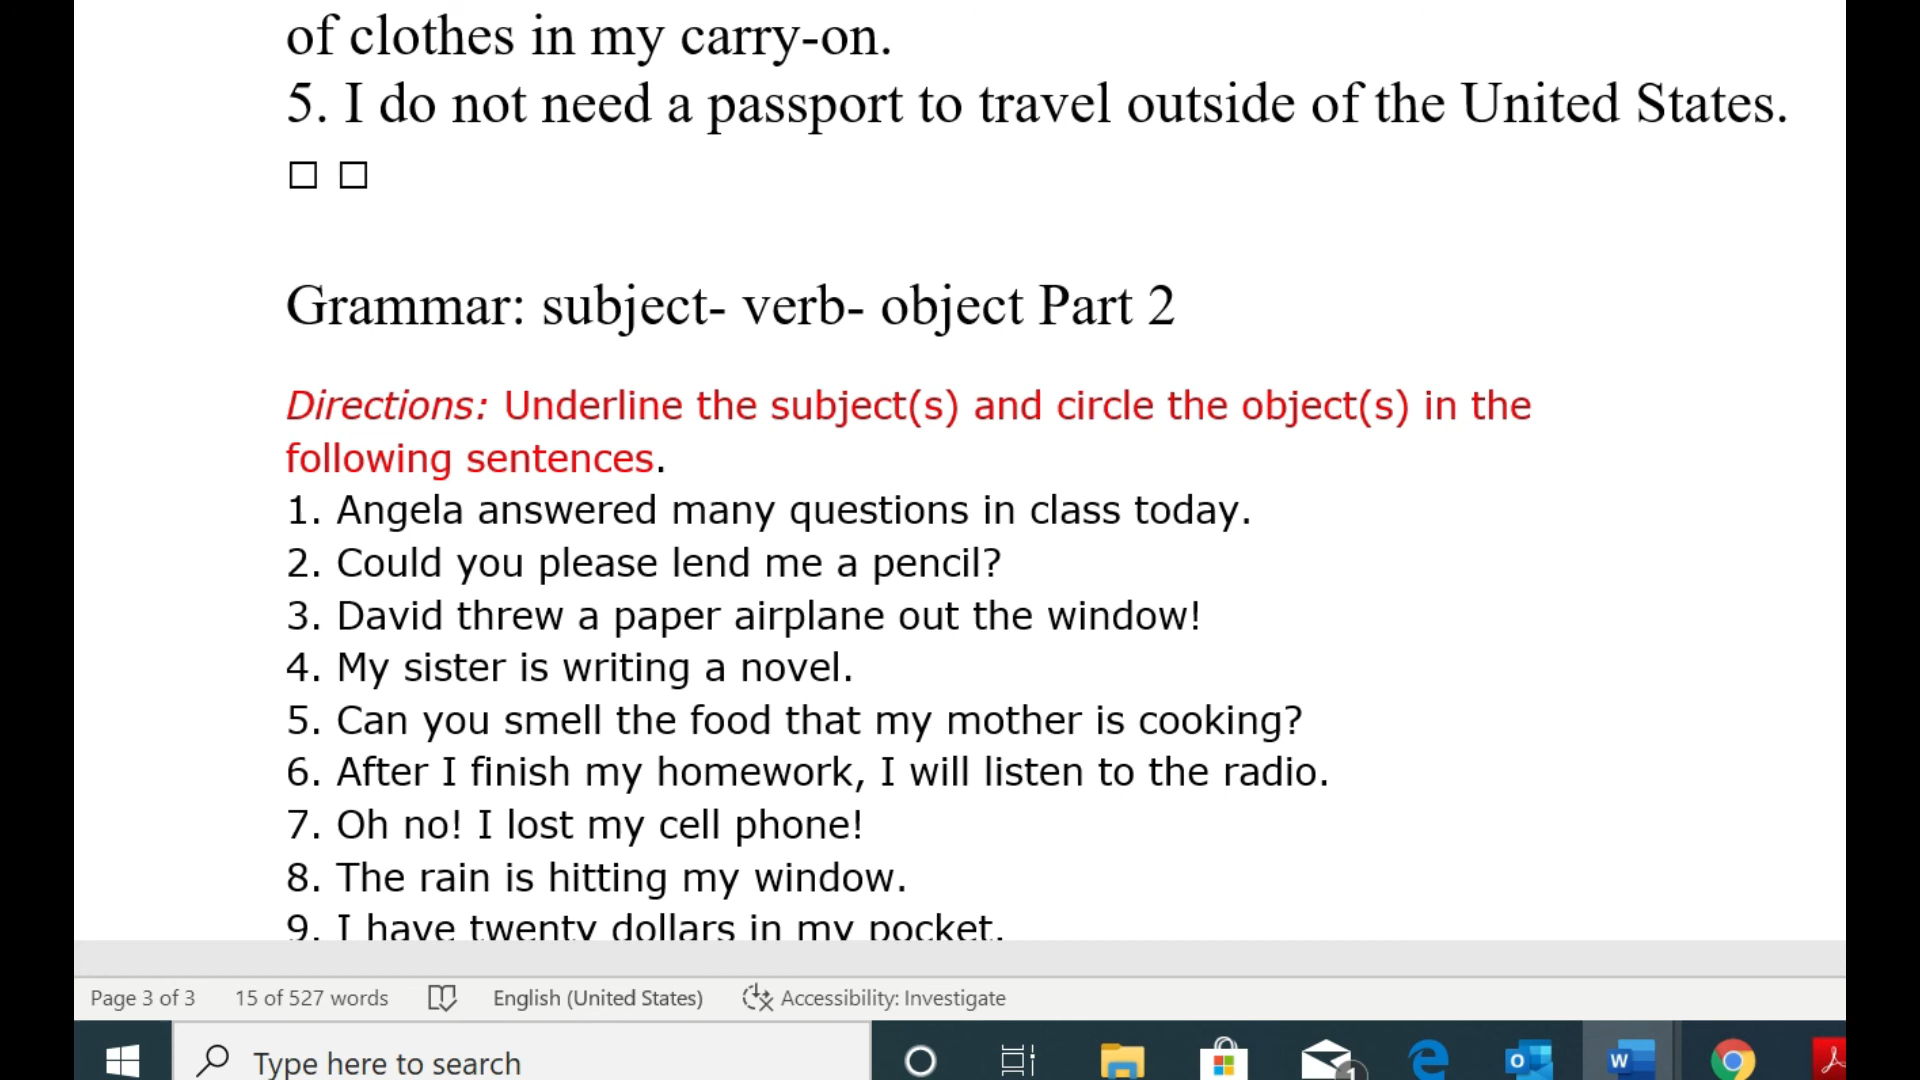 of clothes in my carry-on.
5. I do not need a passport to travel outside of the United States.
Grammar: subject- verb- object Part 2
Directions: Underline the subject(s) and circle the object(s) in the
following sentences.
1. Angela answered many questions in class today.
2. Could you please lend me a pencil?
3. David threw a paper airplane out the window!
4. My sister is writing a novel.
5. Can you smell the food that my mother is cooking?
6. After I finish my homework, I will listen to the radio.
7. Oh no! I lost my cell phone!
8. The rain is hitting my window.
9. I have twenty dollars in my pocket.
Page 3 of 3 15 of 527 words English (United States) Accessibility: Investigate
Type here to search